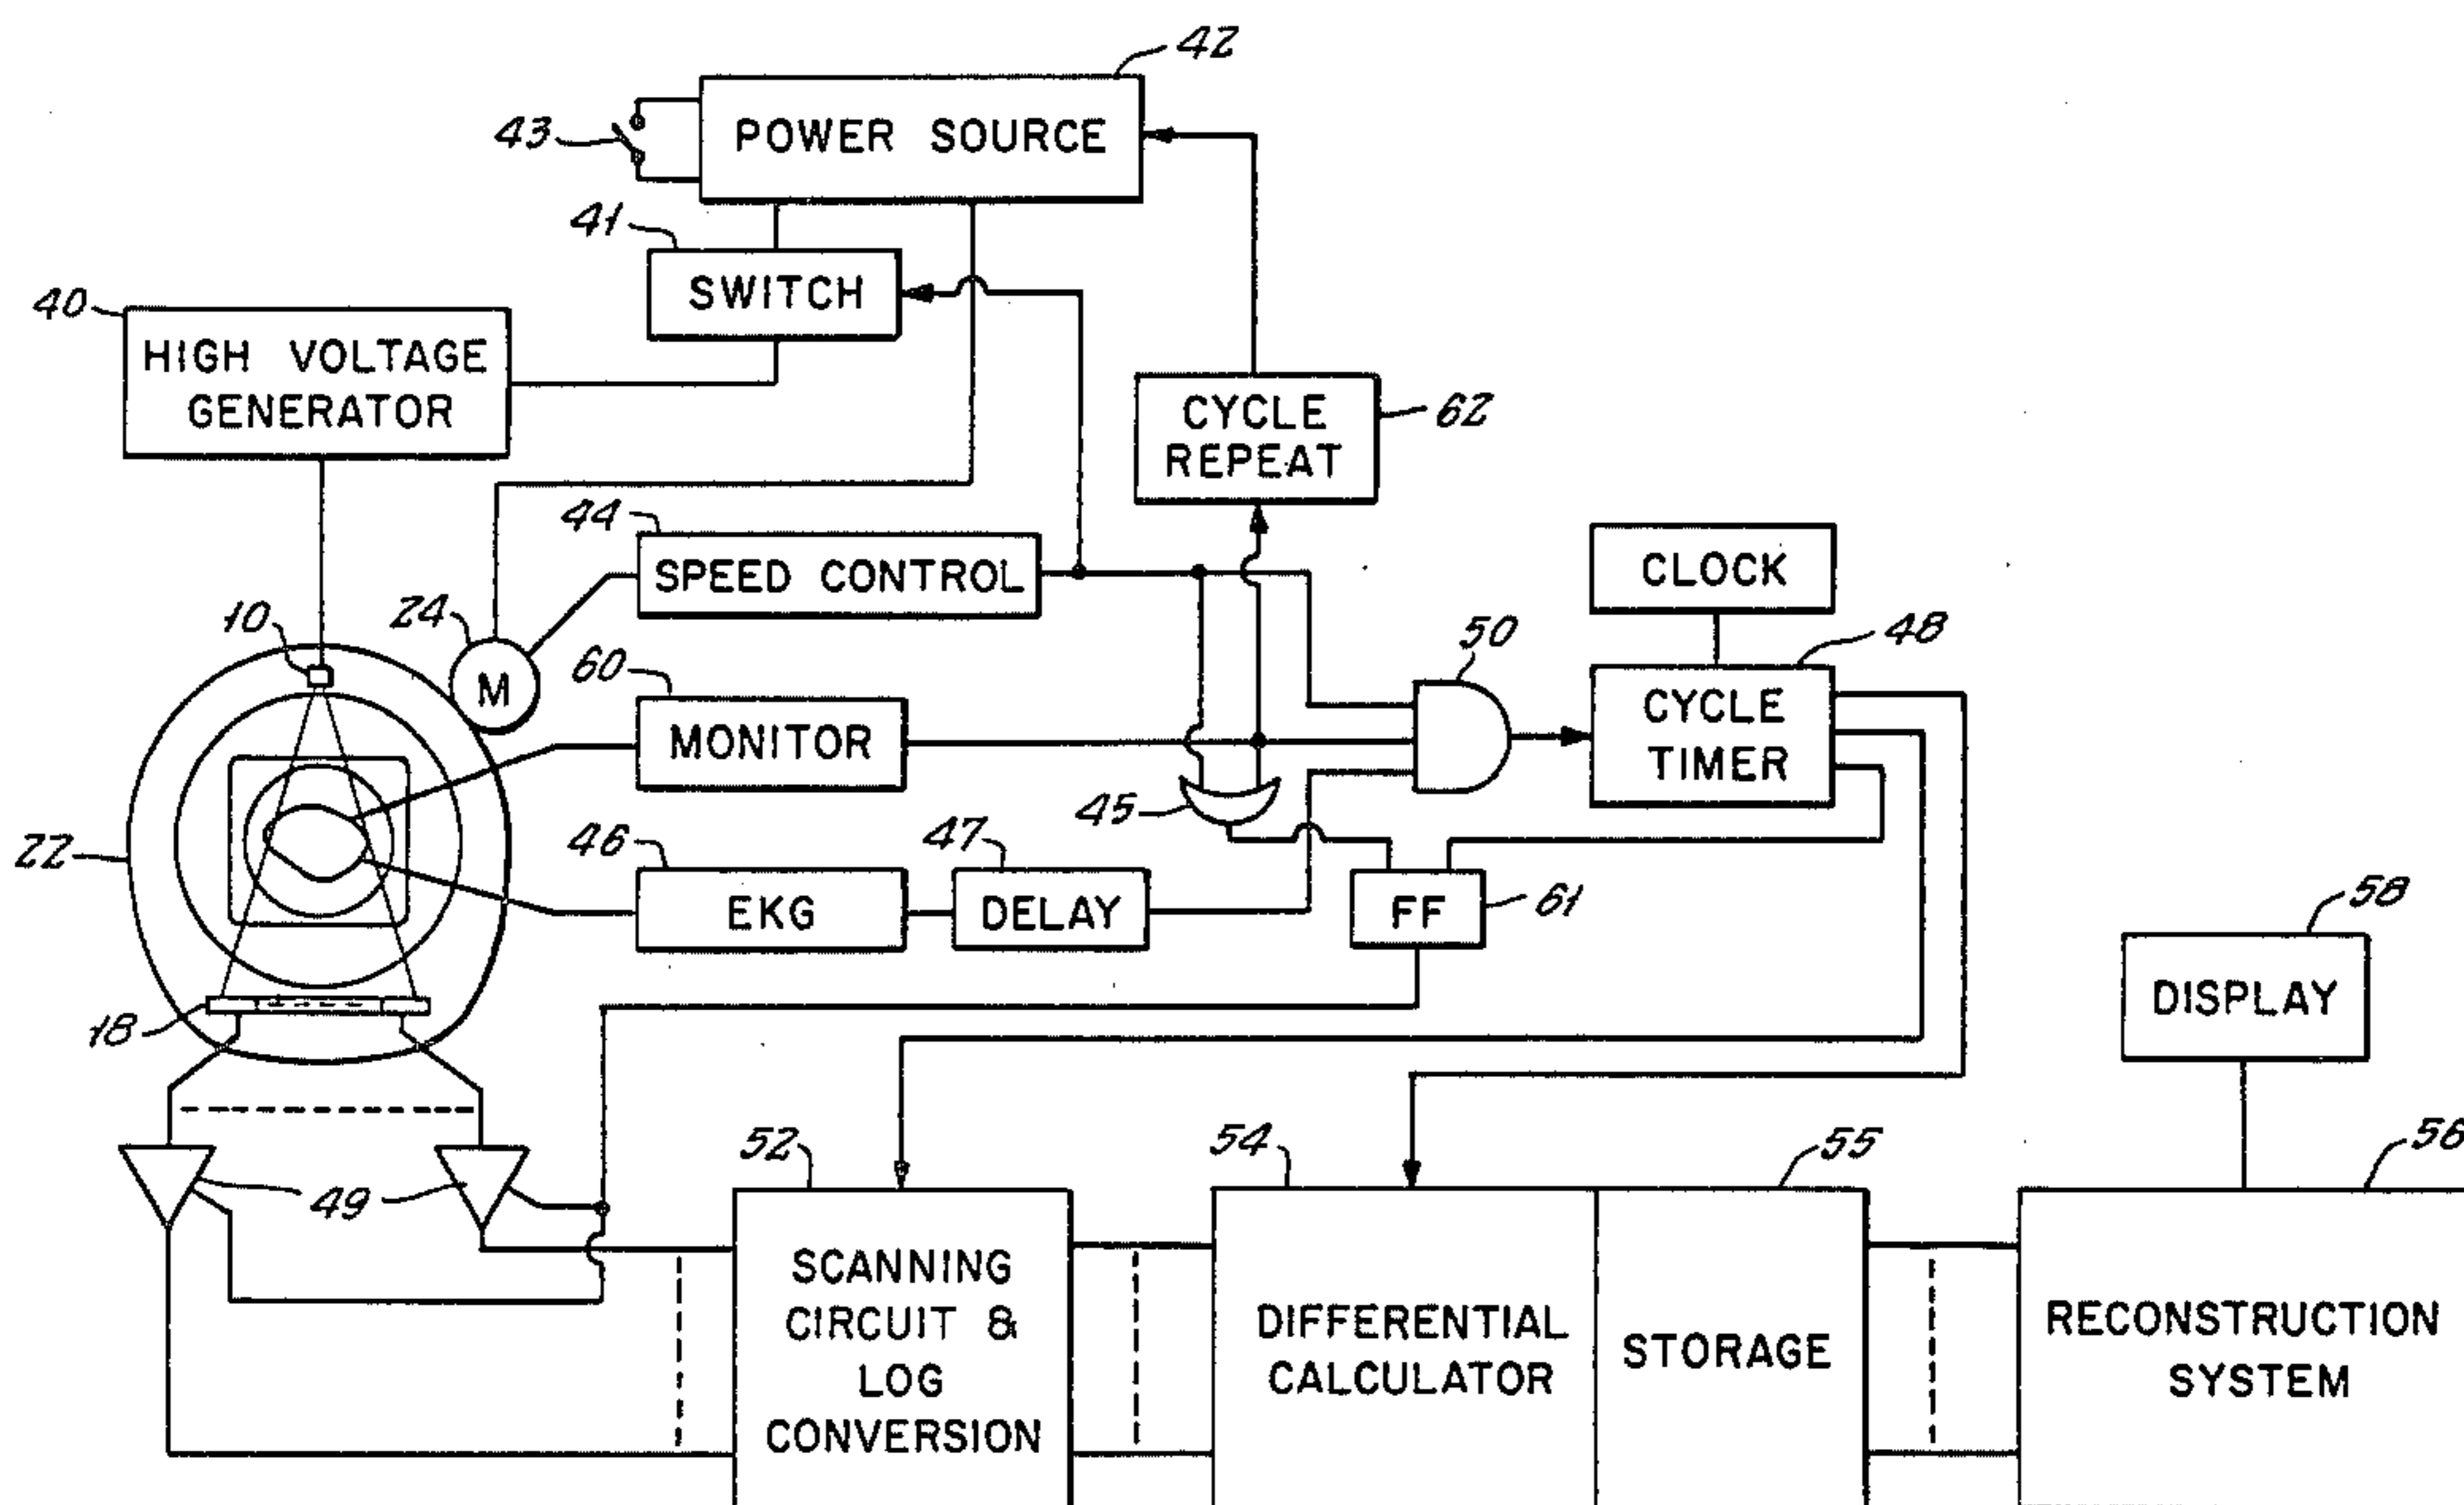 42
43
POWER SOURCE
41
SWITCH
40
HIGH VOLTAGE
GENERATOR
CYCLE
REPEAT
62
44
SPEED CONTROL
CLOCK
10
24
M
60
MONITOR
50
48
CYCLE
TIMER
45
22
46
EKG
47
DELAY
FF
61
58
DISPLAY
18
49
52
SCANNING
CIRCUIT &
LOG
CONVERSION
54
DIFFERENTIAL
CALCULATOR
55
STORAGE
56
RECONSTRUCTION
SYSTEM